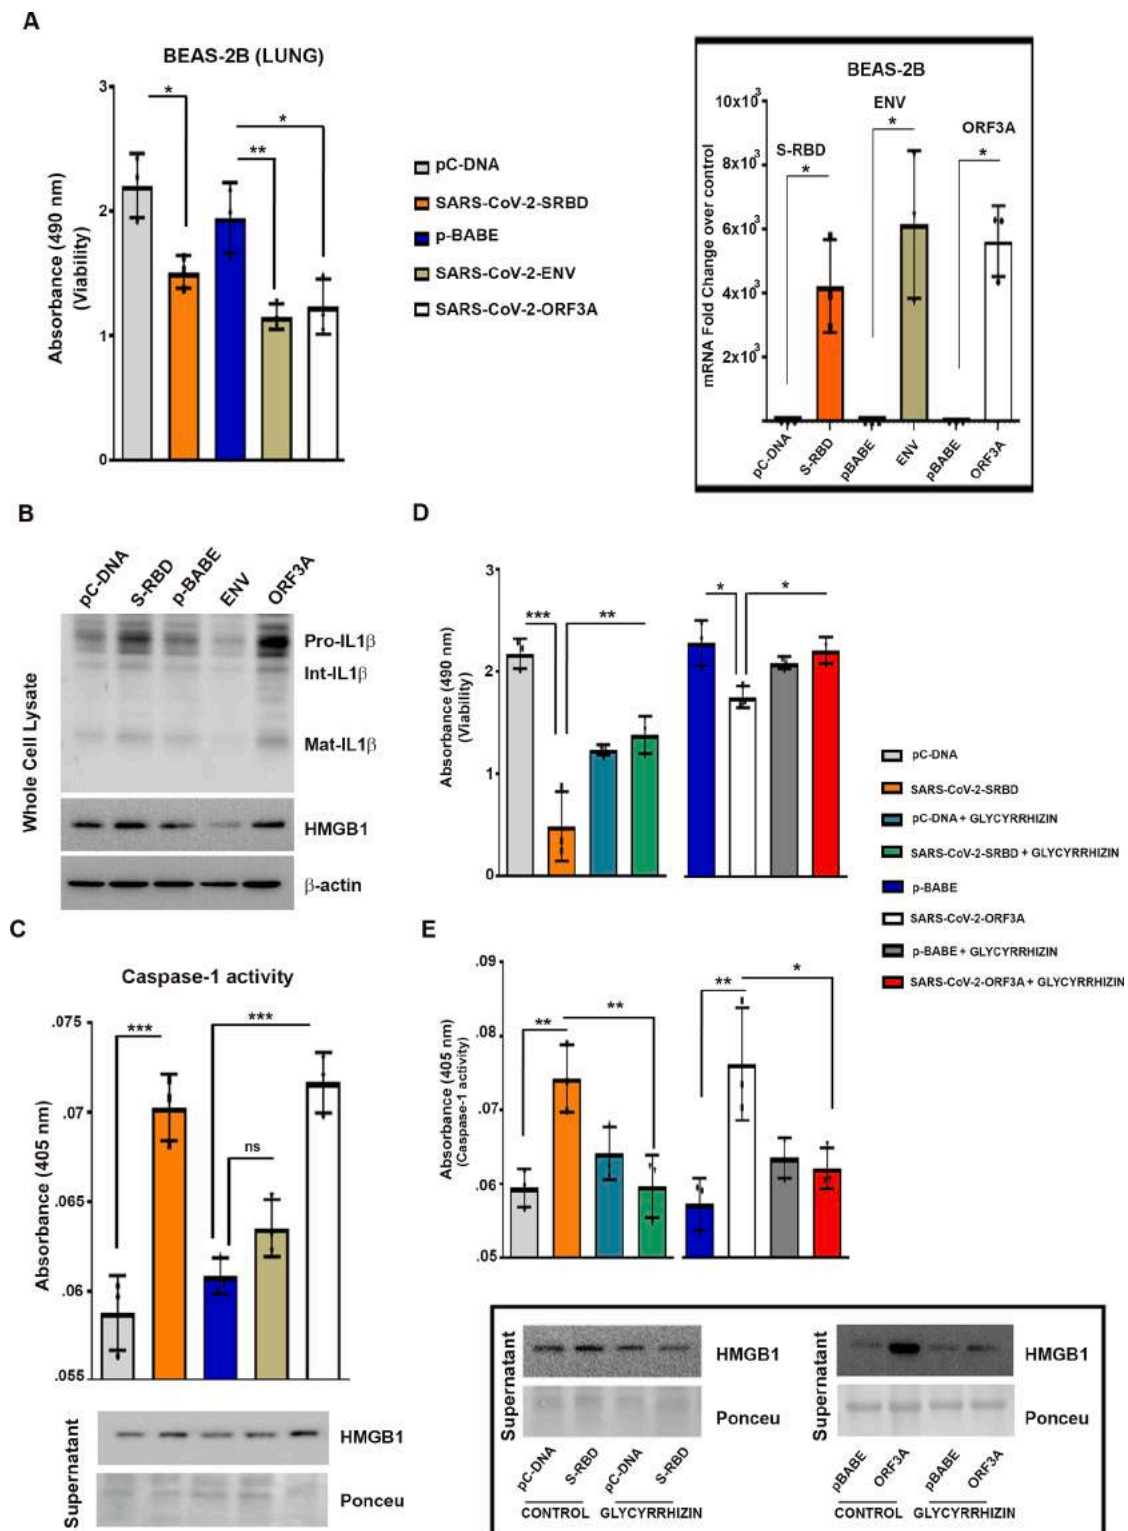 A
BEAS-2B (LUNG)
3
2
1
0
Absorbance (490 nm)
(Viability)
*
*
**
pC-DNA
SARS-CoV-2-SRBD
p-BABE
SARS-CoV-2-ENV
SARS-CoV-2-ORF3A
BEAS-2B
mRNA Fold Change over control
10x10³
8x10³
6x10³
4x10³
2x10³
S-RBD
*
ENV
*
ORF3A
*
pC-DNA
S-RBD
pBABE
ENV
pBABE
ORF3A
B
pC-DNA
S-RBD
p-BABE
ENV
ORF3A
Whole Cell Lysate
Pro-IL1β
Int-IL1β
Mat-IL1β
HMGB1
β-actin
C
Caspase-1 activity
Absorbance (405 nm)
.075
.07
.065
.06
.055
***
***
ns
Supernatant
HMGB1
Ponceu
D
Absorbance (490 nm)
(Viability)
3
2
1
0
***
**
*
*
pC-DNA
SARS-CoV-2-SRBD
pC-DNA + GLYCYRRHIZIN
SARS-CoV-2-SRBD + GLYCYRRHIZIN
p-BABE
SARS-CoV-2-ORF3A
p-BABE + GLYCYRRHIZIN
SARS-CoV-2-ORF3A + GLYCYRRHIZIN
E
Absorbance (405 nm)
(Caspase-1 activity)
.09
.08
.07
.06
.05
**
**
**
*
Supernatant
HMGB1
Ponceu
pC-DNA
S-RBD
pC-DNA
S-RBD
CONTROL
GLYCYRRHIZIN
Supernatant
HMGB1
Ponceu
pBABE
ORF3A
pBABE
ORF3A
CONTROL
GLYCYRRHIZIN